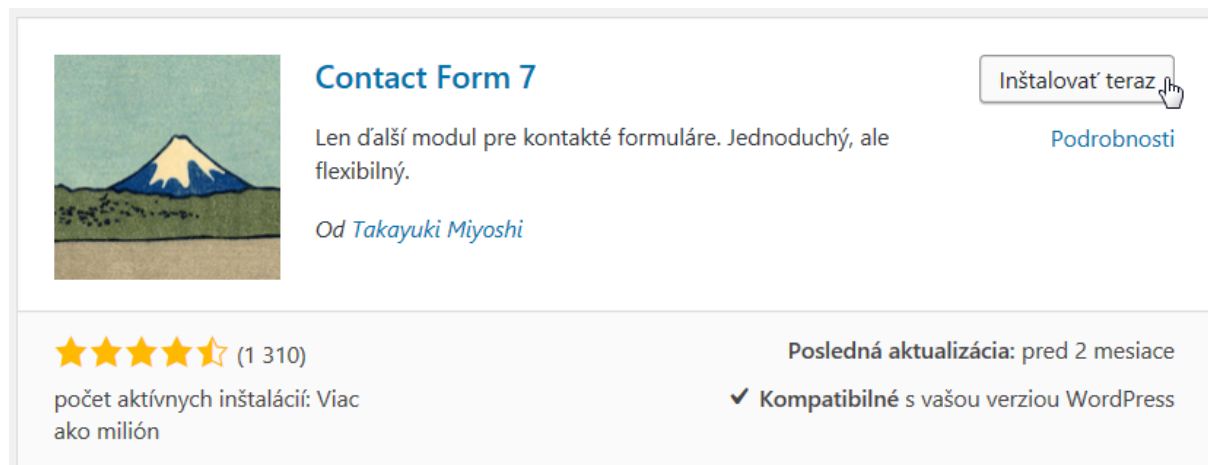 Contact Form 7
Inštalovať teraz
Len ďalší modul pre kontakté formuláre. Jednoduchý, ale
flexibilný.
Podrobnosti
Od Takayuki Miyoshi
(1 310)
Posledná aktualizácia: pred 2 mesiace
počet aktívnych inštalácií: Viac
ako milión
Kompatibilné s vašou verziou WordPress